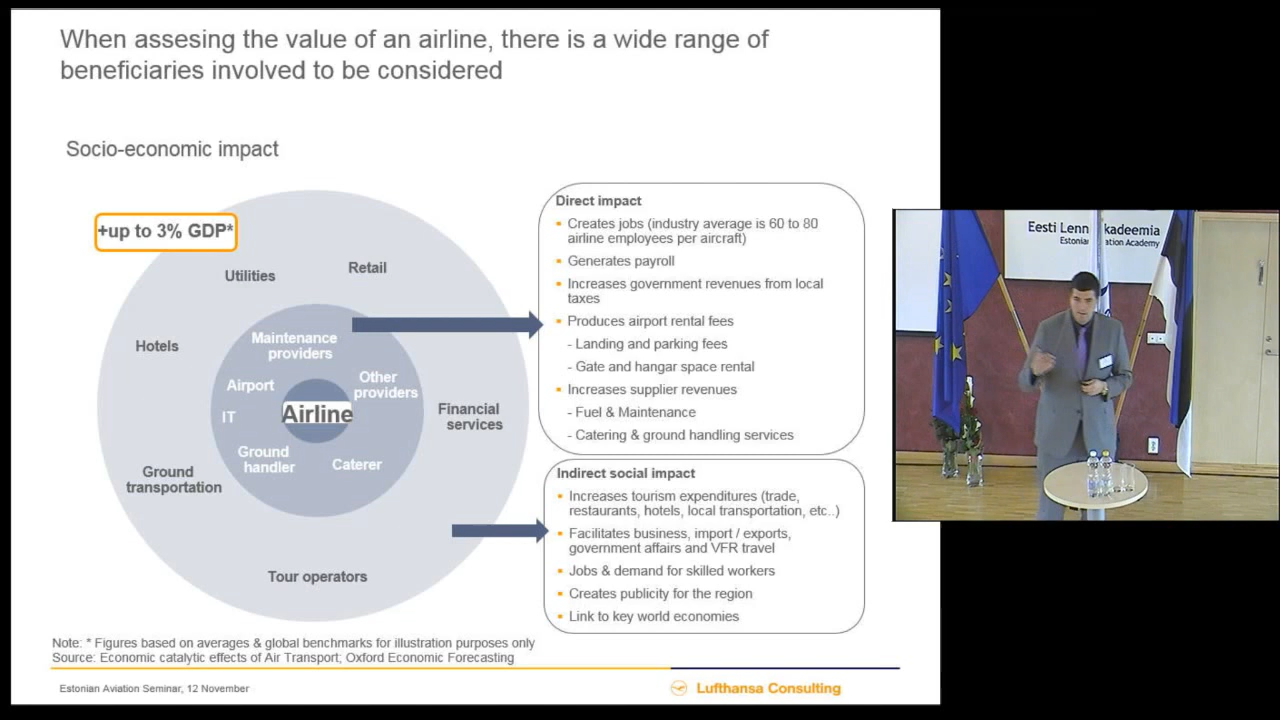 When assesing the value of an airline, there is a wide range of
beneficiaries involved to be considered
Socio-economic impact
+up to 3% GDP*
Utilities
Retail
Hotels
Maintenance
providers
Airport
Other
providers
IT
Airline
Financial
services
Ground
handler
Caterer
Ground
transportation
Tour operators
Direct impact
Creates jobs (industry average is 60 to 80
airline employees per aircraft)
Generates payroll
Increases government revenues from local
taxes
Produces airport rental fees
- Landing and parking fees
- Gate and hangar space rental
Increases supplier revenues
- Fuel & Maintenance
- Catering & ground handling services
Indirect social impact
Increases tourism expenditures (trade,
restaurants, hotels, local transportation, etc..)
Facilitates business, import / exports,
government affairs and VFR travel
Jobs & demand for skilled workers
Creates publicity for the region
Link to key world economies
Note: * Figures based on averages & global benchmarks for illustration purposes only
Source: Economic catalytic effects of Air Transport; Oxford Economic Forecasting
Estonian Aviation Seminar, 12 November
Lufthansa Consulting
Eesti Lenn kadeemia
Estonia ation Academy